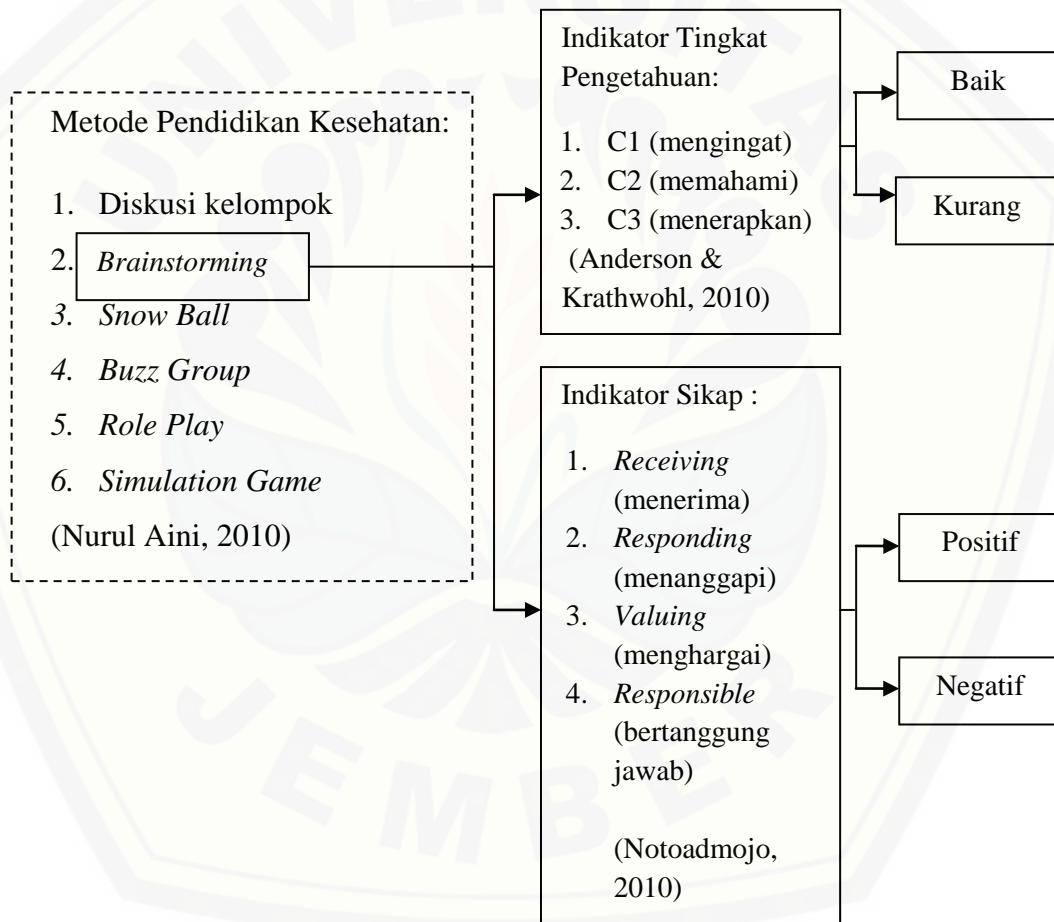 Metode Pendidikan Kesehatan:
1. Diskusi kelompok
2. Brainstorming
3. Snow Ball
4. Buzz Group
5. Role Play
6. Simulation Game
(Nurul Aini, 2010)
Indikator Tingkat
Pengetahuan:
1. C1 (mengingat)
2. C2 (memahami)
3. C3 (menerapkan)
(Anderson &
Krathwohl, 2010)
Baik
Kurang
Indikator Sikap :
1. Receiving
(menerima)
2. Responding
(menanggapi)
3. Valuing
(menghargai)
4. Responsible
(bertanggung
jawab)
(Notoadmojo,
2010)
Positif
Negatif
UNIVERSITAS
JEMBER